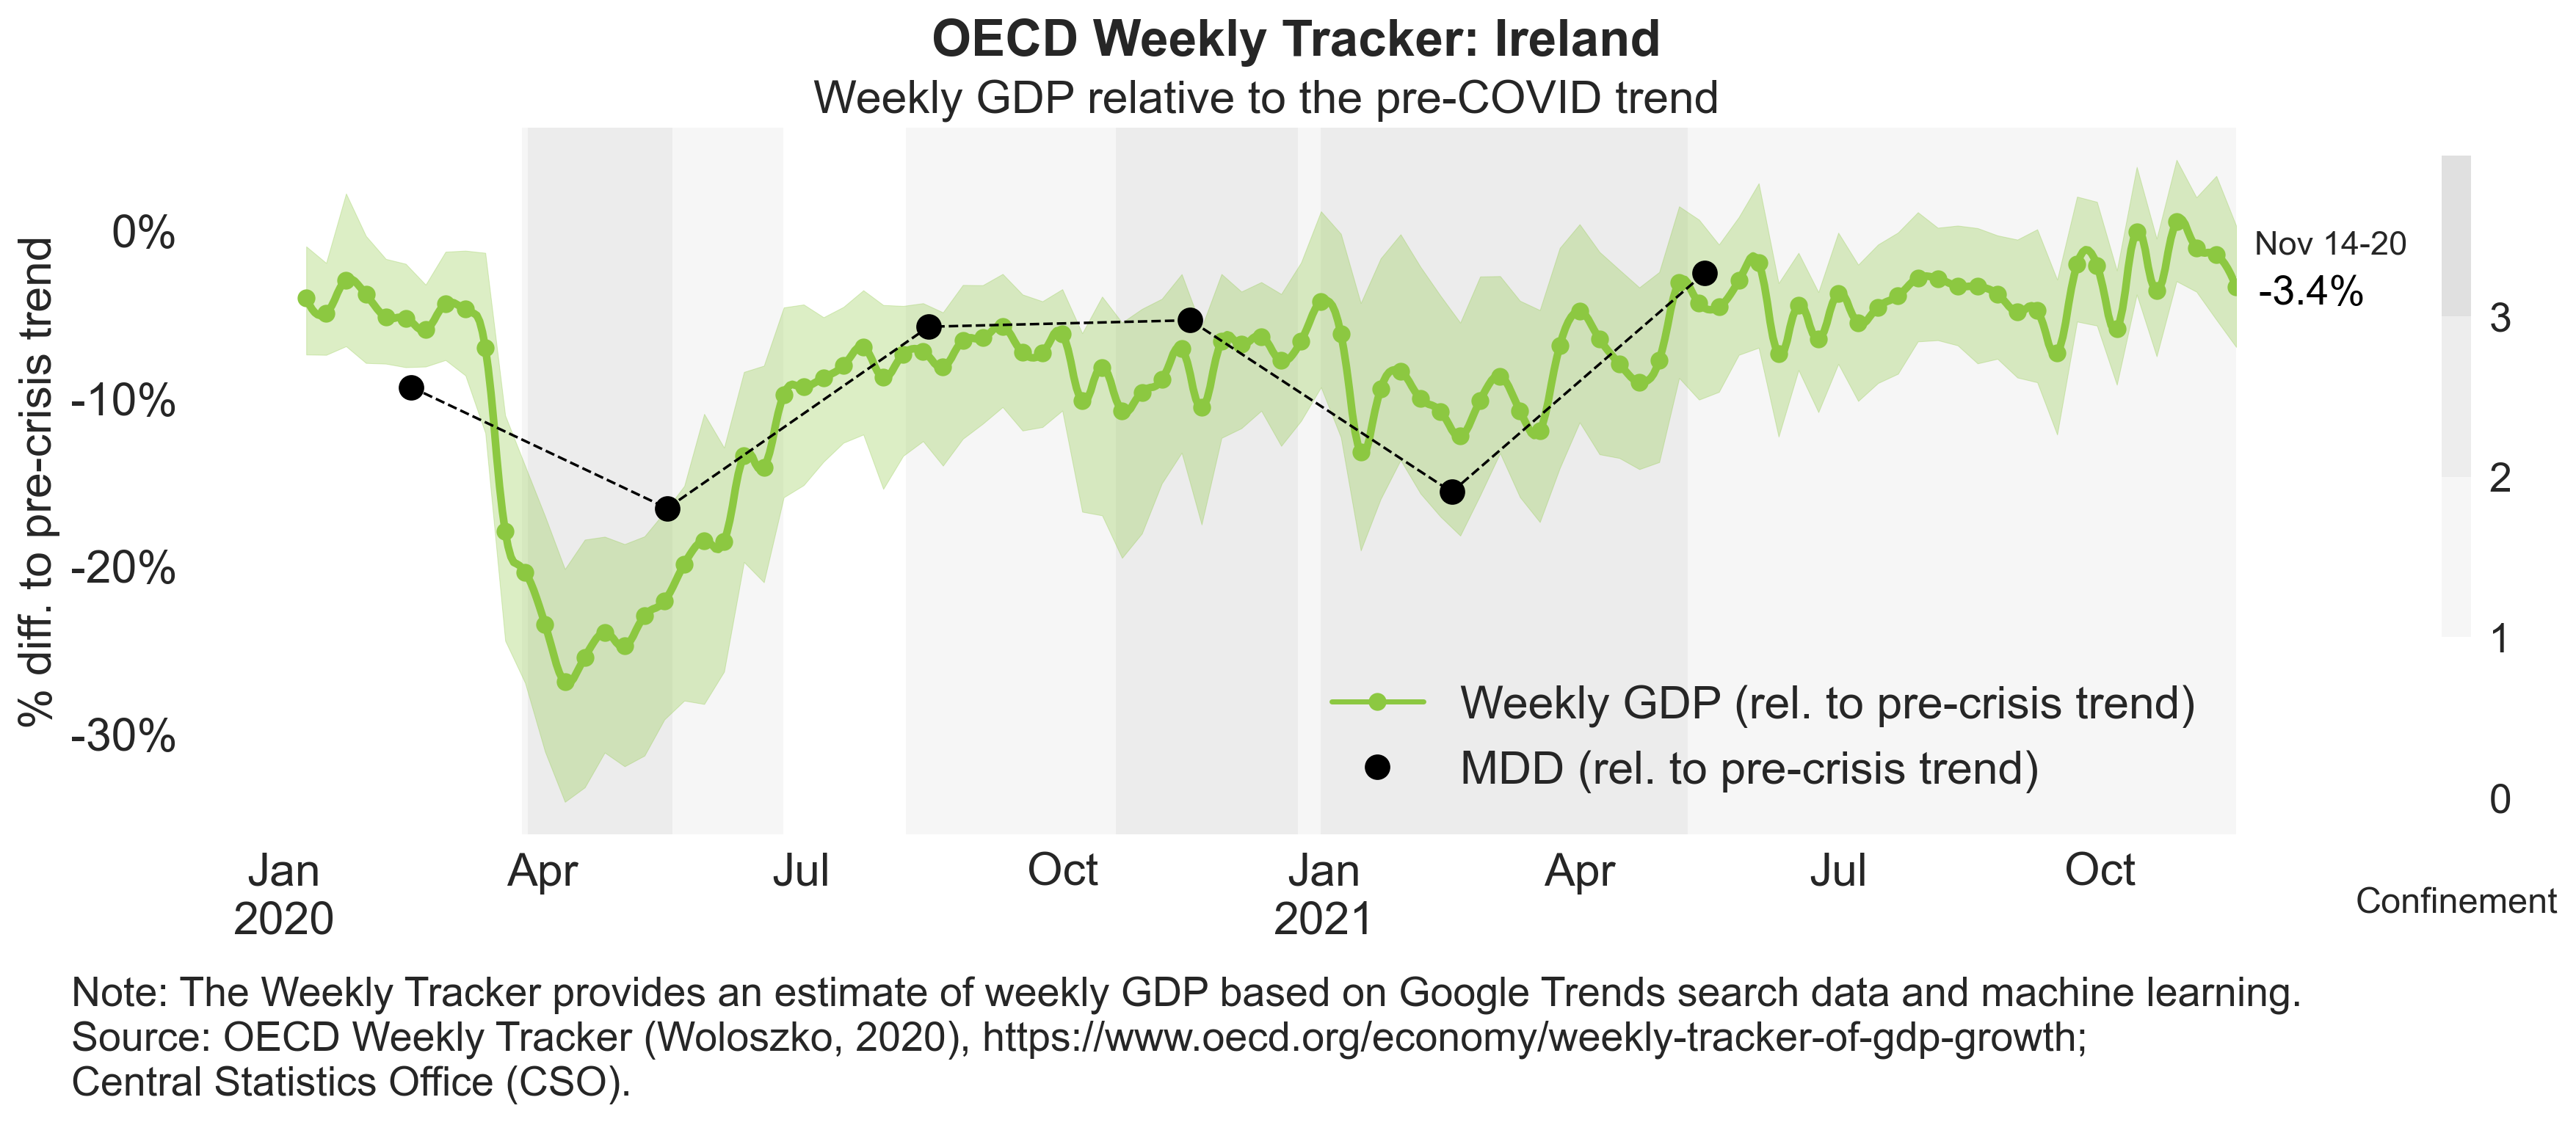 OECD Weekly Tracker: Ireland
Weekly GDP relative to the pre-COVID trend
% diff. to pre-crisis trend
0%
-10%
-20%
-30%
Nov 14-20
-3.4%
3
2
1
0
Confinement
Weekly GDP (rel. to pre-crisis trend)
MDD (rel. to pre-crisis trend)
Jan Apr Jul Oct Jan Apr Jul Oct
2020 2021
Note: The Weekly Tracker provides an estimate of weekly GDP based on Google Trends search data and machine learning.
Source: OECD Weekly Tracker (Woloszko, 2020), https://www.oecd.org/economy/weekly-tracker-of-gdp-growth;
Central Statistics Office (CSO).